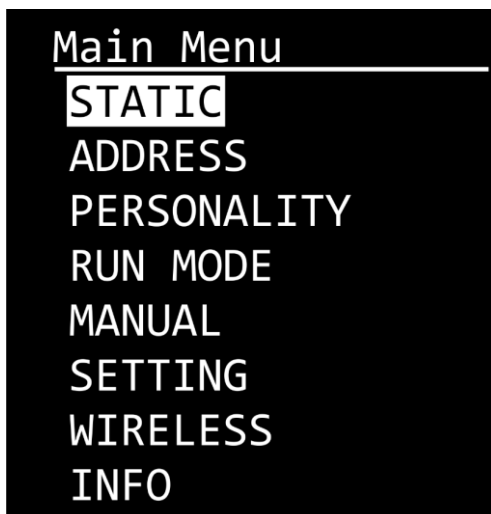 Main Menu
STATIC
ADDRESS
PERSONALITY
RUN MODE
MANUAL
SETTING
WIRELESS
INFO